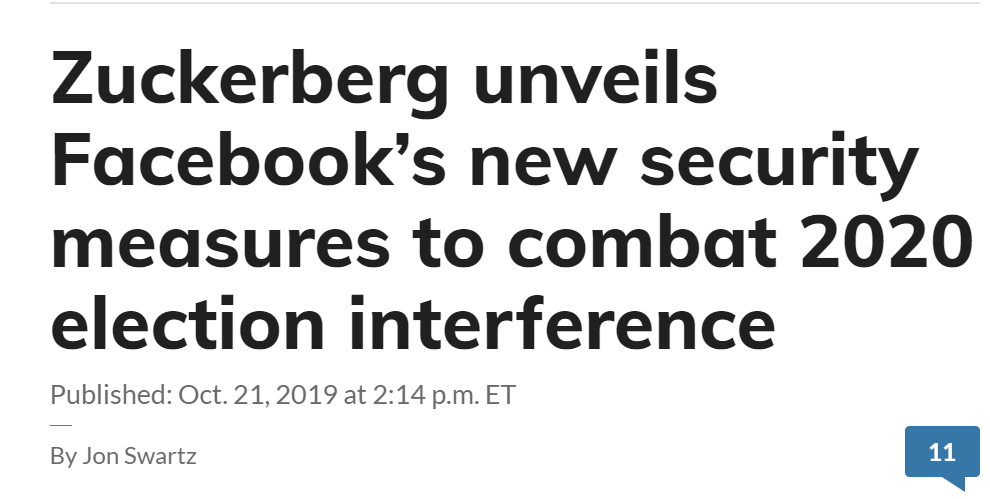 Zuckerberg unveils
Facebook’s new security
measures to combat 2020
election interference
Published: Oct. 21, 2019 at 2:14 p.m. ET
By Jon Swartz
11